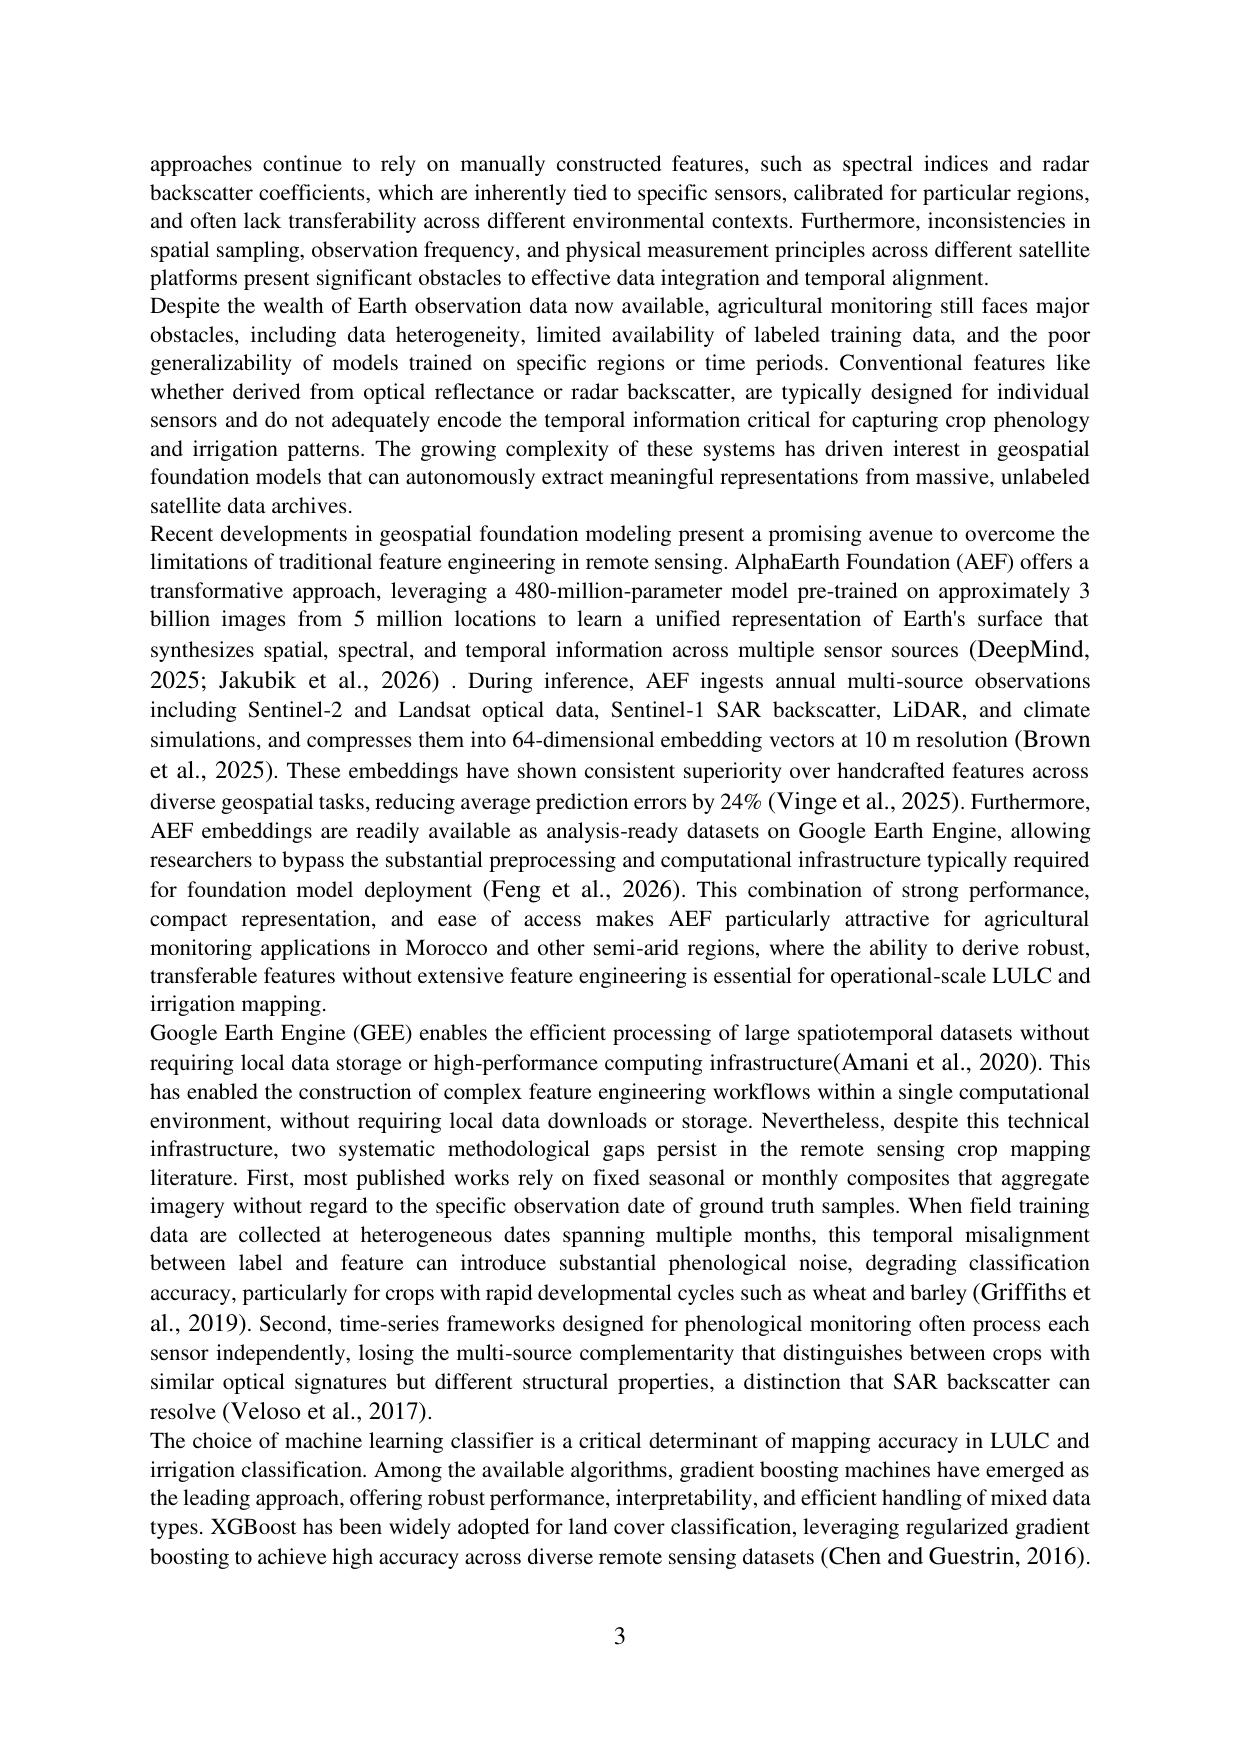 approaches continue to rely on manually constructed features, such as spectral indices and radar
backscatter coefficients, which are inherently tied to specific sensors, calibrated for particular regions,
and often lack transferability across different environmental contexts. Furthermore, inconsistencies in
spatial sampling, observation frequency, and physical measurement principles across different satellite
platforms present significant obstacles to effective data integration and temporal alignment.
Despite the wealth of Earth observation data now available, agricultural monitoring still faces major
obstacles, including data heterogeneity, limited availability of labeled training data, and the poor
generalizability of models trained on specific regions or time periods. Conventional features like
whether derived from optical reflectance or radar backscatter, are typically designed for individual
sensors and do not adequately encode the temporal information critical for capturing crop phenology
and irrigation patterns. The growing complexity of these systems has driven interest in geospatial
foundation models that can autonomously extract meaningful representations from massive, unlabeled
satellite data archives.
Recent developments in geospatial foundation modeling present a promising avenue to overcome the
limitations of traditional feature engineering in remote sensing. AlphaEarth Foundation (AEF) offers a
transformative approach, leveraging a 480-million-parameter model pre-trained on approximately 3
billion images from 5 million locations to learn a unified representation of Earth's surface that
synthesizes spatial, spectral, and temporal information across multiple sensor sources (DeepMind,
2025; Jakubik et al., 2026) . During inference, AEF ingests annual multi-source observations
including Sentinel-2 and Landsat optical data, Sentinel-1 SAR backscatter, LiDAR, and climate
simulations, and compresses them into 64-dimensional embedding vectors at 10 m resolution (Brown
et al., 2025). These embeddings have shown consistent superiority over handcrafted features across
diverse geospatial tasks, reducing average prediction errors by 24% (Vinge et al., 2025). Furthermore,
AEF embeddings are readily available as analysis-ready datasets on Google Earth Engine, allowing
researchers to bypass the substantial preprocessing and computational infrastructure typically required
for foundation model deployment (Feng et al., 2026). This combination of strong performance,
compact representation, and ease of access makes AEF particularly attractive for agricultural
monitoring applications in Morocco and other semi-arid regions, where the ability to derive robust,
transferable features without extensive feature engineering is essential for operational-scale LULC and
irrigation mapping.
Google Earth Engine (GEE) enables the efficient processing of large spatiotemporal datasets without
requiring local data storage or high-performance computing infrastructure(Amani et al., 2020). This
has enabled the construction of complex feature engineering workflows within a single computational
environment, without requiring local data downloads or storage. Nevertheless, despite this technical
infrastructure, two systematic methodological gaps persist in the remote sensing crop mapping
literature. First, most published works rely on fixed seasonal or monthly composites that aggregate
imagery without regard to the specific observation date of ground truth samples. When field training
data are collected at heterogeneous dates spanning multiple months, this temporal misalignment
between label and feature can introduce substantial phenological noise, degrading classification
accuracy, particularly for crops with rapid developmental cycles such as wheat and barley (Griffiths et
al., 2019). Second, time-series frameworks designed for phenological monitoring often process each
sensor independently, losing the multi-source complementarity that distinguishes between crops with
similar optical signatures but different structural properties, a distinction that SAR backscatter can
resolve (Veloso et al., 2017).
The choice of machine learning classifier is a critical determinant of mapping accuracy in LULC and
irrigation classification. Among the available algorithms, gradient boosting machines have emerged as
the leading approach, offering robust performance, interpretability, and efficient handling of mixed data
types. XGBoost has been widely adopted for land cover classification, leveraging regularized gradient
boosting to achieve high accuracy across diverse remote sensing datasets (Chen and Guestrin, 2016).
3